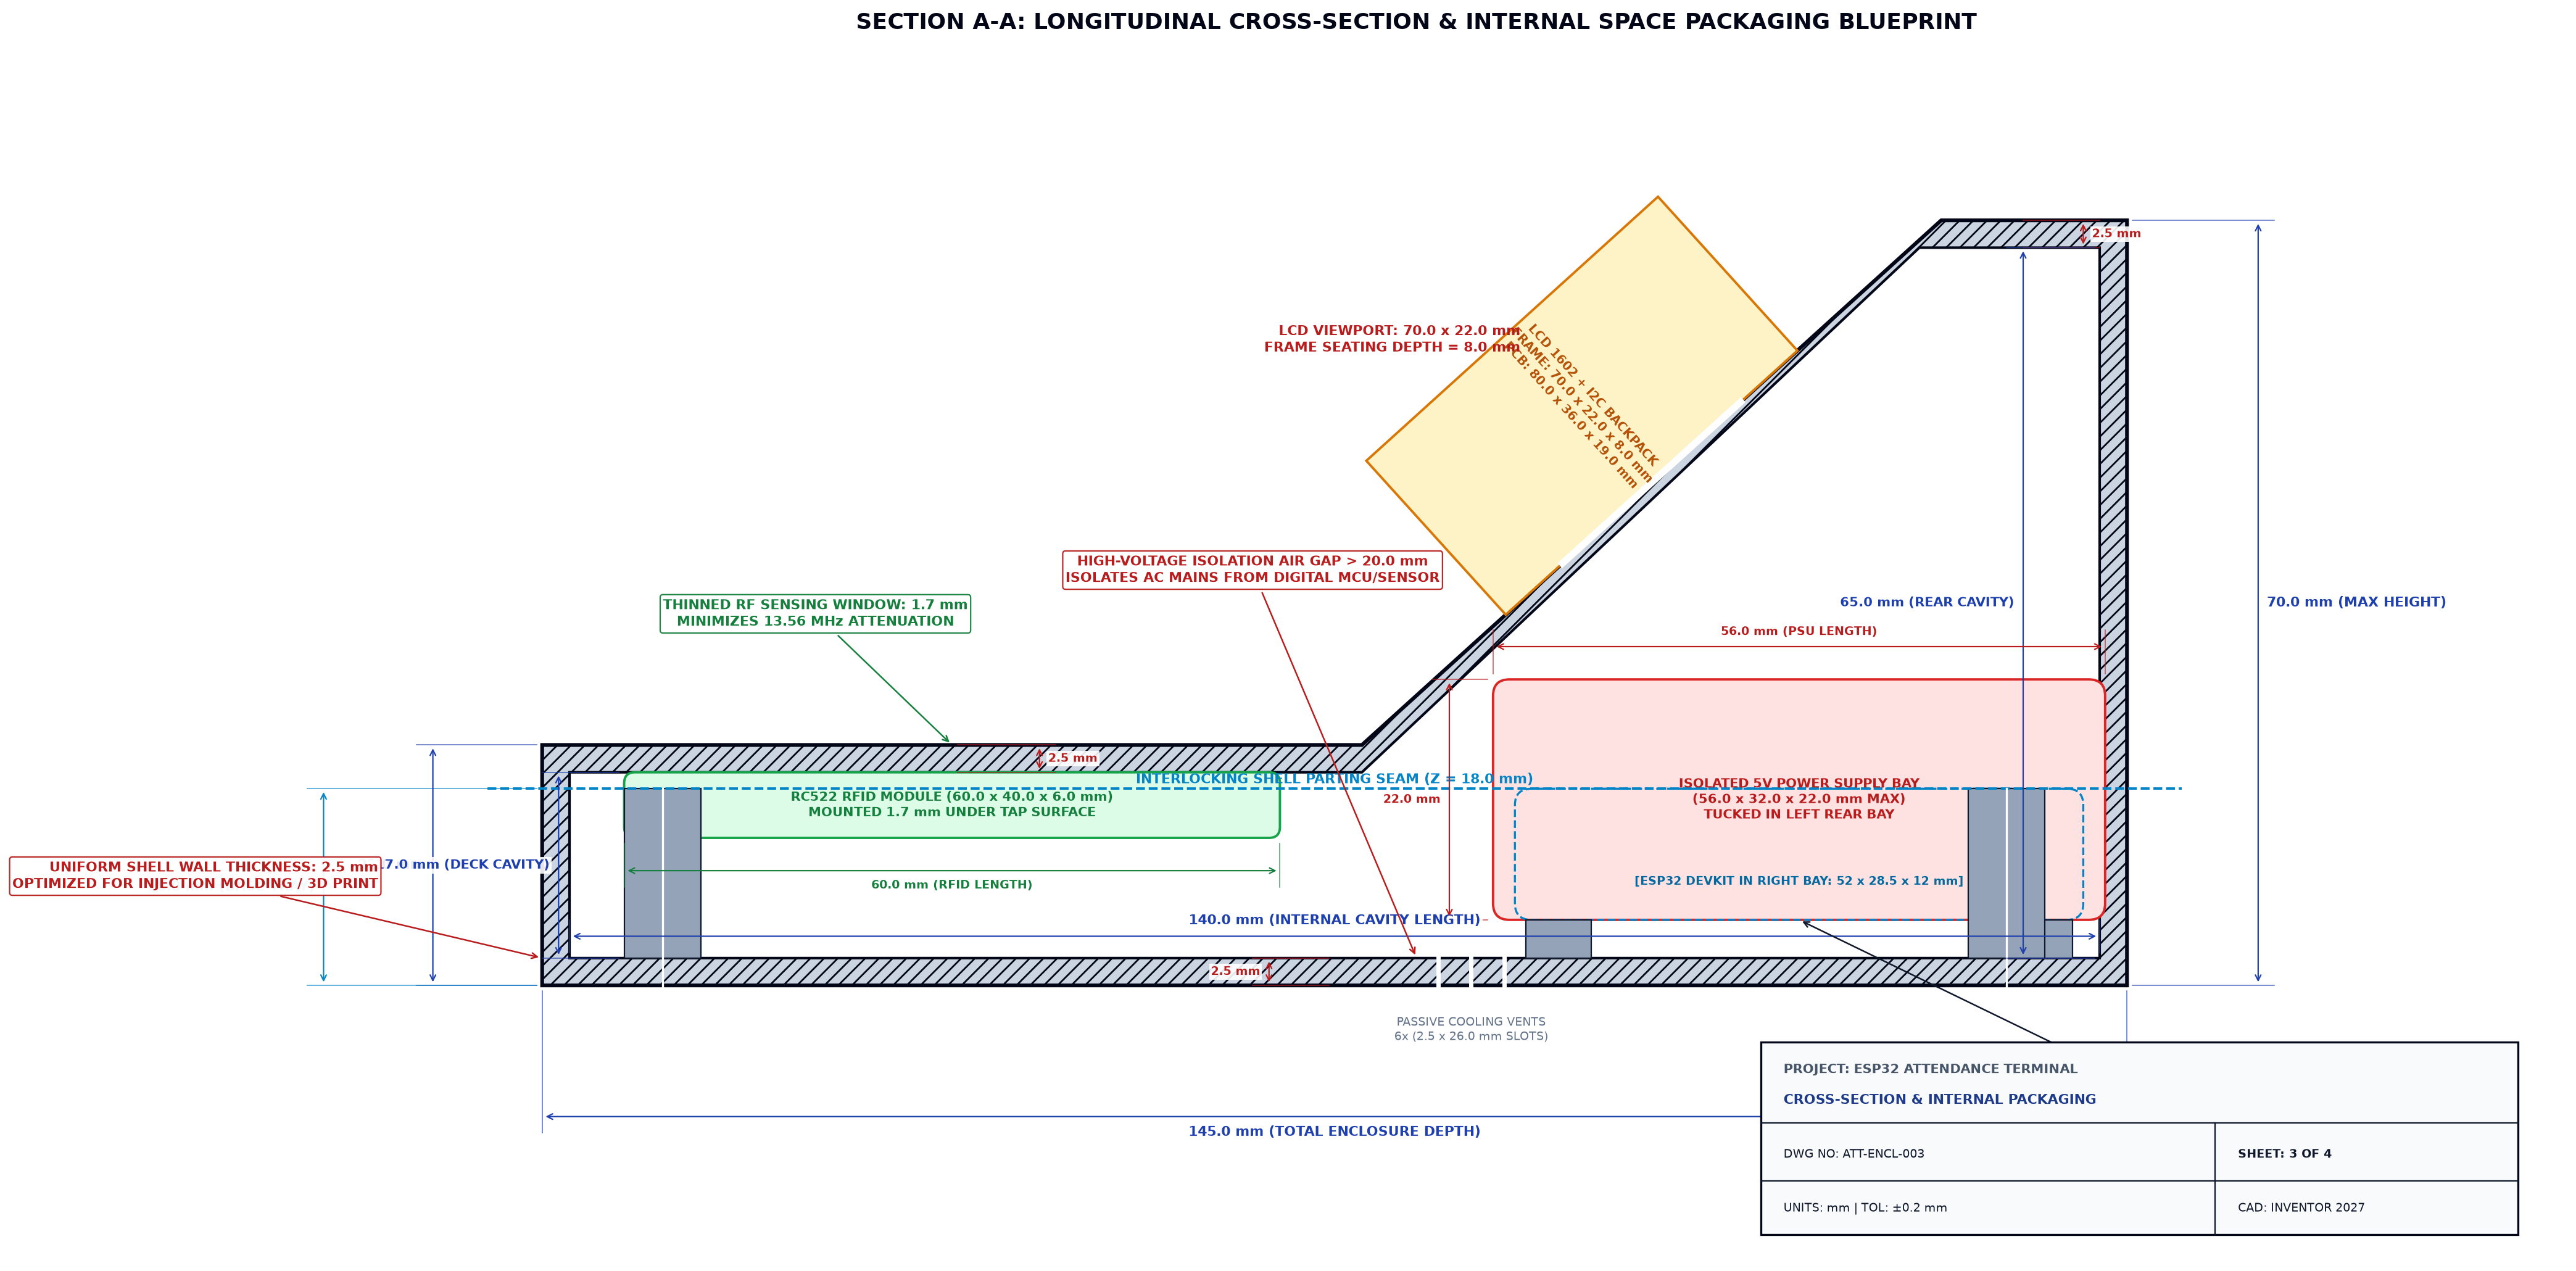 SECTION A-A: LONGITUDINAL CROSS-SECTION & INTERNAL SPACE PACKAGING BLUEPRINT
2.5 mm
LCD VIEWPORT: 70.0 x 22.0 mm
FRAME SEATING DEPTH = 8.0 mm
LCD 1602 + I2C BACKPACK
FRAME: 70.0 x 22.0 x 8.0 mm
PCB: 80.0 x 36.0 x 19.0 mm
HIGH-VOLTAGE ISOLATION AIR GAP > 20.0 mm
ISOLATES AC MAINS FROM DIGITAL MCU/SENSOR
THINNED RF SENSING WINDOW: 1.7 mm
MINIMIZES 13.56 MHz ATTENUATION
65.0 mm (REAR CAVITY)
70.0 mm (MAX HEIGHT)
56.0 mm (PSU LENGTH)
2.5 mm
INTERLOCKING SHELL PARTING SEAM (Z = 18.0 mm)
RC522 RFID MODULE (60.0 x 40.0 x 6.0 mm)
MOUNTED 1.7 mm UNDER TAP SURFACE
22.0 mm
ISOLATED 5V POWER SUPPLY BAY
(56.0 x 32.0 x 22.0 mm MAX)
TUCKED IN LEFT REAR BAY
UNIFORM SHELL WALL THICKNESS: 2.5 mm
OPTIMIZED FOR INJECTION MOLDING / 3D PRINT
7.0 mm (DECK CAVITY)
60.0 mm (RFID LENGTH)
[ESP32 DEVKIT IN RIGHT BAY: 52 x 28.5 x 12 mm]
140.0 mm (INTERNAL CAVITY LENGTH)
2.5 mm
PASSIVE COOLING VENTS
6x (2.5 x 26.0 mm SLOTS)
145.0 mm (TOTAL ENCLOSURE DEPTH)
PROJECT: ESP32 ATTENDANCE TERMINAL
CROSS-SECTION & INTERNAL PACKAGING
DWG NO: ATT-ENCL-003
SHEET: 3 OF 4
UNITS: mm | TOL: ±0.2 mm
CAD: INVENTOR 2027